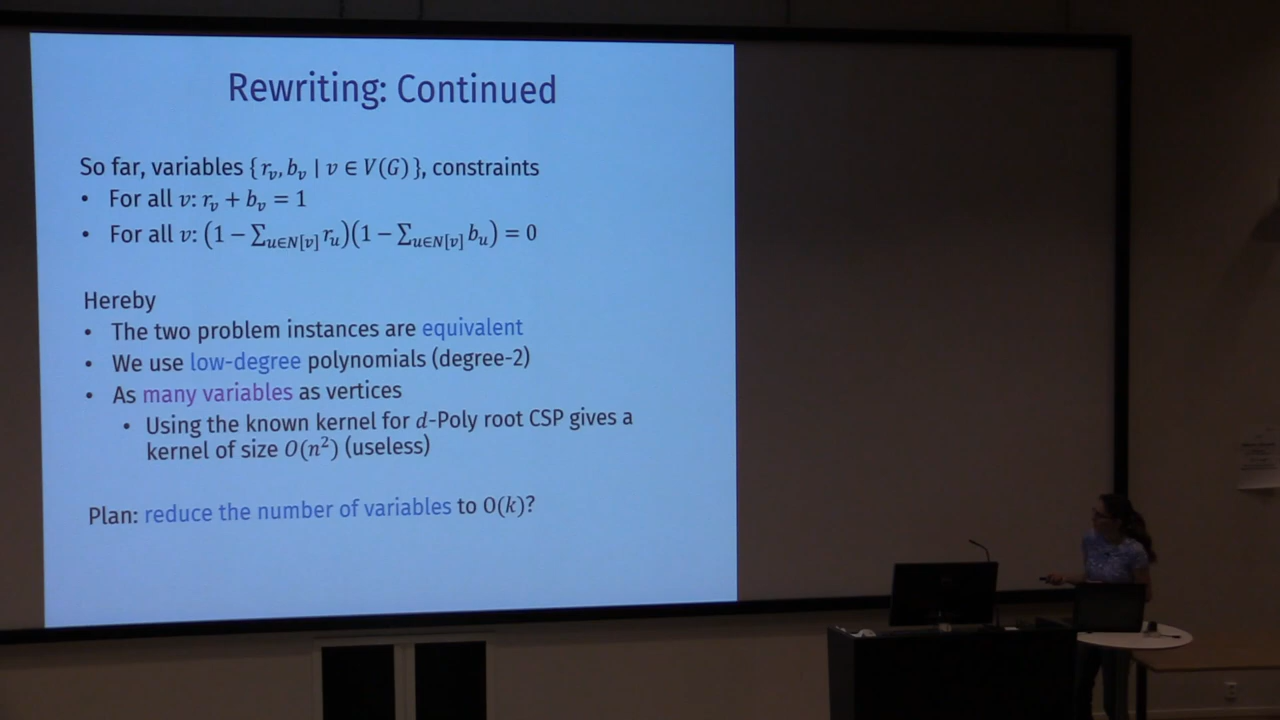 Rewriting: Continued
So far, variables {r_v, b_v | v ∈ V(G)}, constraints
• For all v: r_v + b_v = 1
• For all v: (1 − ∑_{u∈N[v]} r_u)(1 − ∑_{u∈N[v]} b_u) = 0
Hereby
• The two problem instances are equivalent
• We use low-degree polynomials (degree-2)
• As many variables as vertices
• Using the known kernel for d-Poly root CSP gives a
kernel of size O(n²) (useless)
Plan: reduce the number of variables to O(k)?